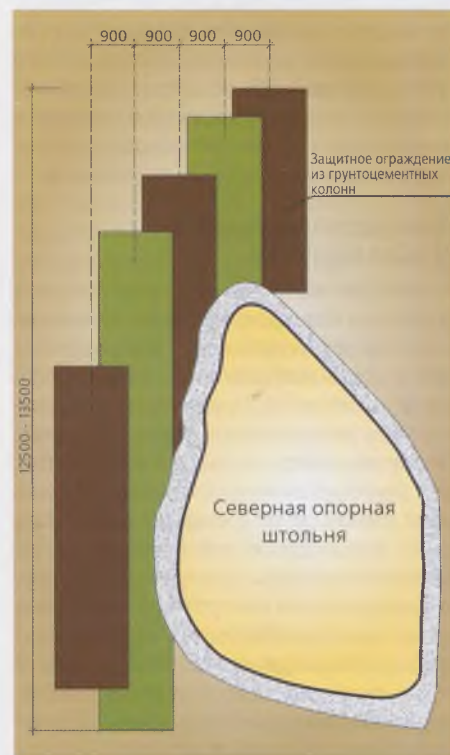 900 900 900 900
Защитное ограждение
из грунтоцементных
колонн
12500 - 13500
Северная опорная
штольня